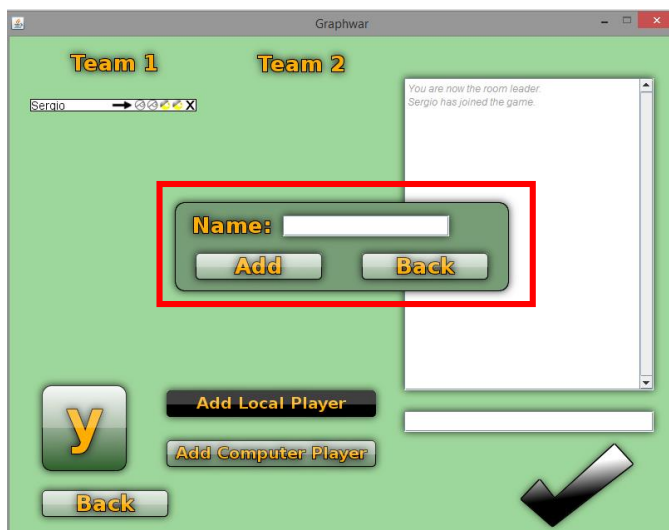 Graphwar
Team 1
Team 2
Sergio
X
You are now the room leader.
Sergio has joined the game.
Name:
Add
Back
y
Add Local Player
Add Computer Player
Back